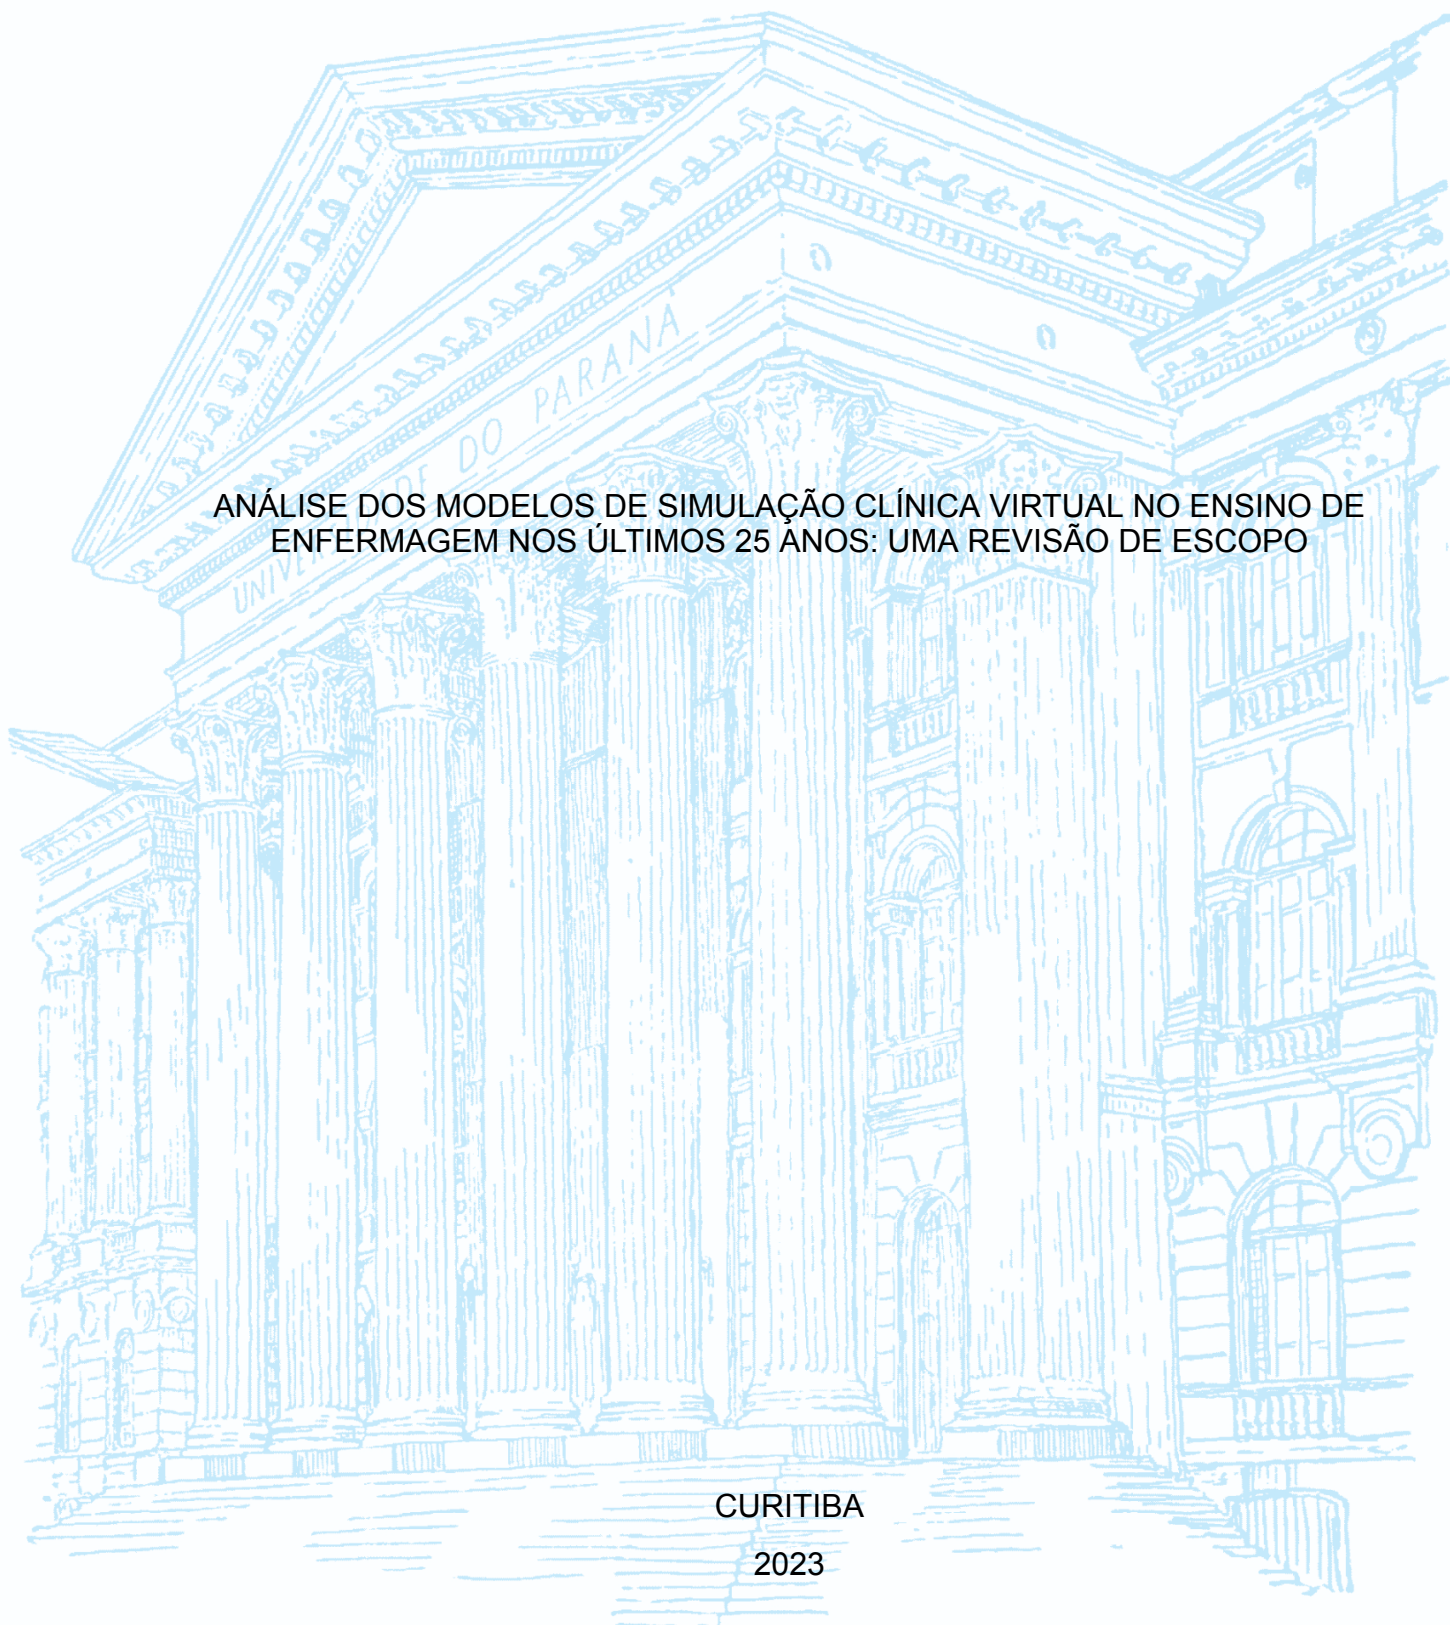 UNIVE
DE DO PARANÁ
ANÁLISE DOS MODELOS DE SIMULAÇÃO CLÍNICA VIRTUAL NO ENSINO DE
ENFERMAGEM NOS ÚLTIMOS 25 ANOS: UMA REVISÃO DE ESCOPO
CURITIBA
2023